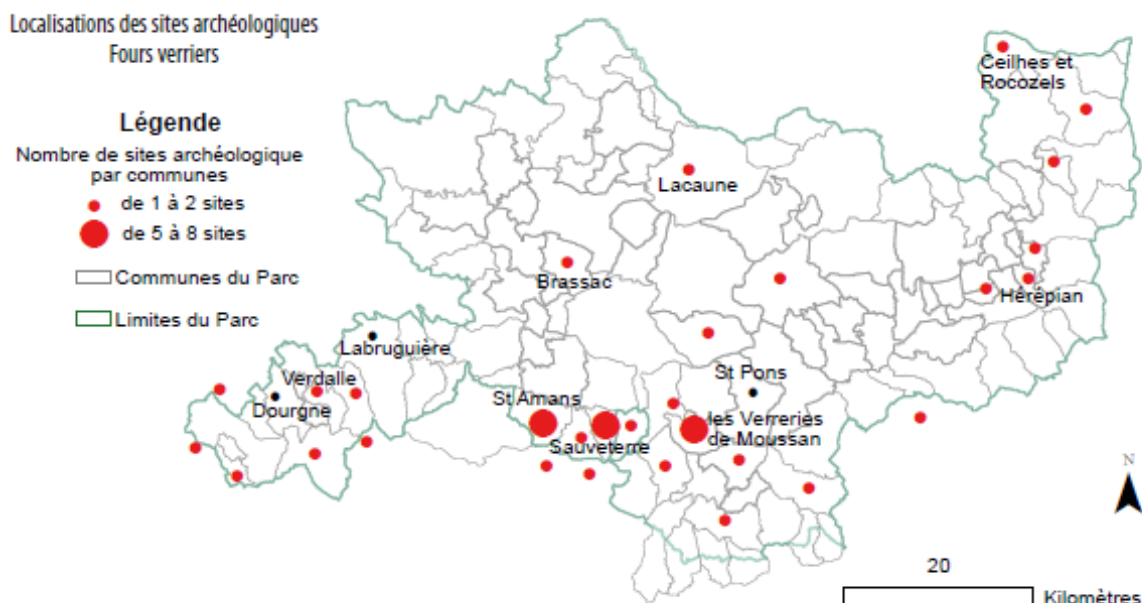 Localisations des sites archéologiques
Fours verriers
Légende
Nombre de sites archéologique
par communes
de 1 à 2 sites
de 5 à 8 sites
Communes du Parc
Limites du Parc
Ceilhes et
Rocozels
Lacaune
Brassac
Hérépian
Labruguière
Verdalle
Dourgne
St Amans
St Pons
les Verreries
de Moussan
Sauveterre
N
20
Kilomètres